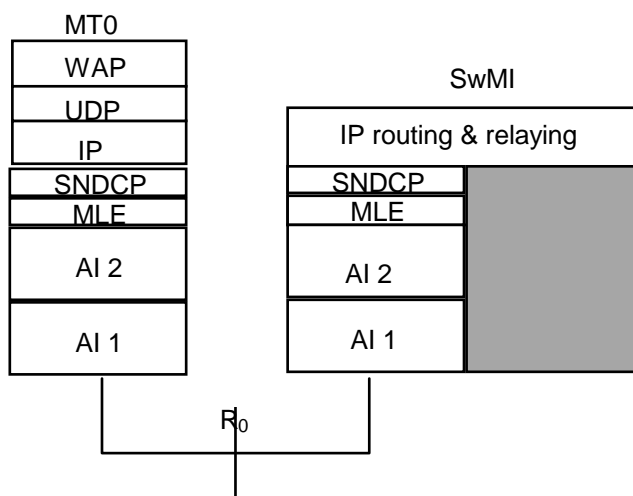 MT0
WAP
UDP
IP
SNDCP
MLE
AI 2
AI 1
SwMI
IP routing & relaying
SNDCP
MLE
AI 2
AI 1
R₀